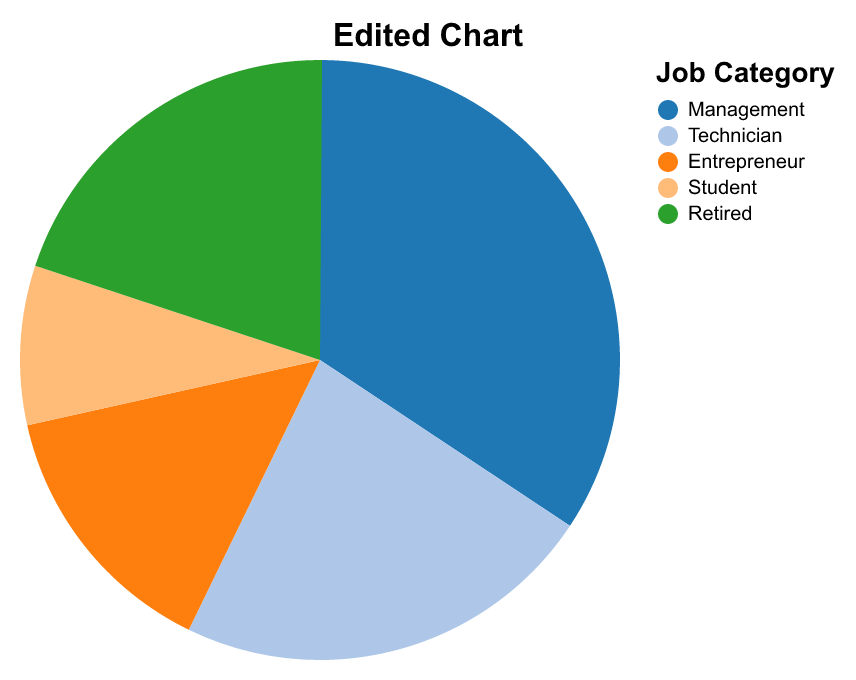 Edited Chart
Job Category
Management
Technician
Entrepreneur
Student
Retired